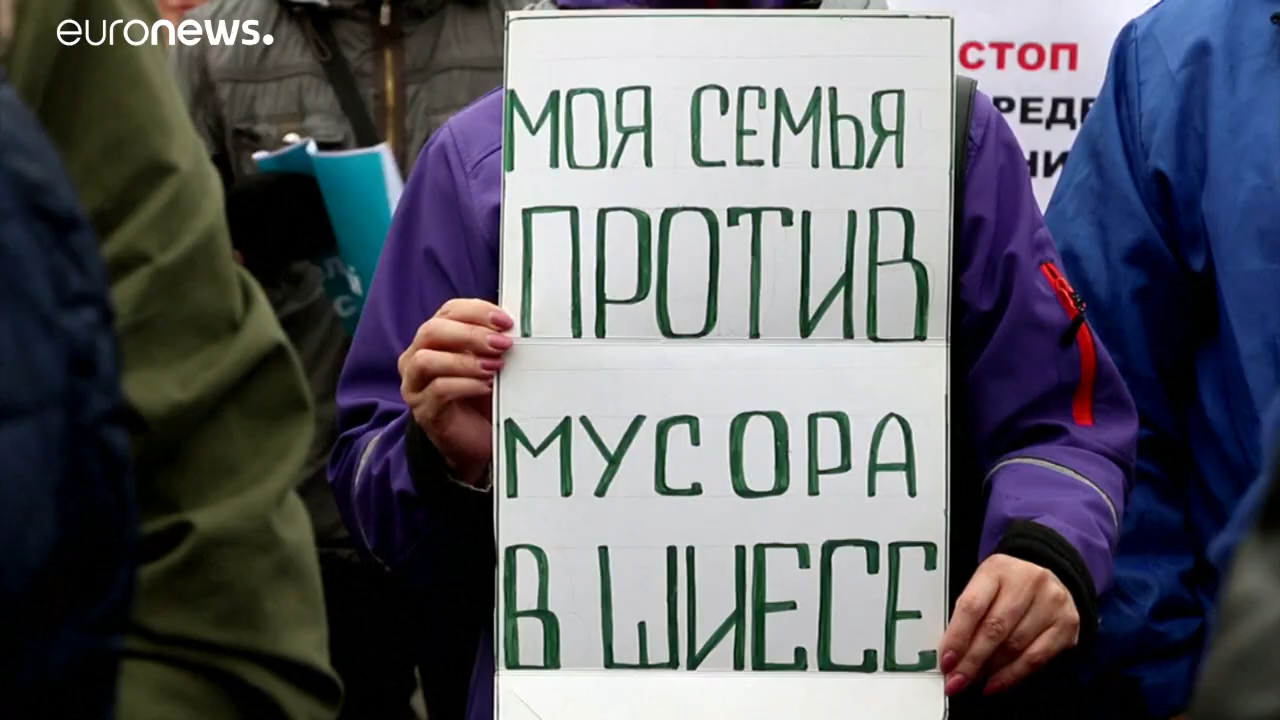 euronews.
МОЯ СЕМЬЯ
ПРОТИВ
МУСОРА
В ШИЕСЕ
СТОП